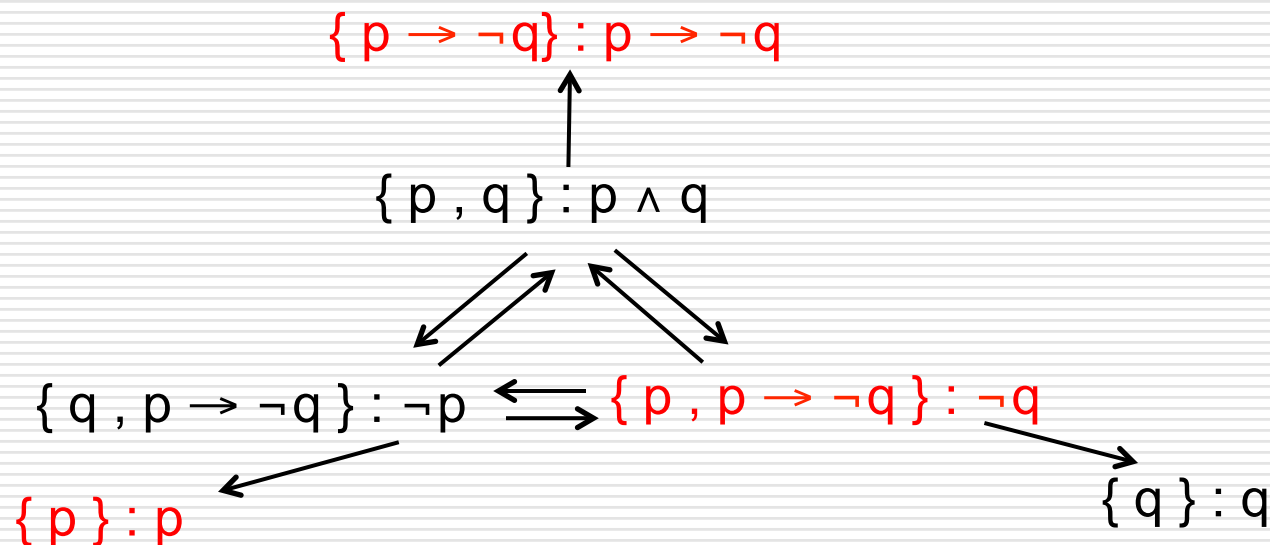 { p → ¬q} : p → ¬q
{ p , q } : p ∧ q
{ q , p → ¬q } : ¬p
{ p , p → ¬q } : ¬q
{ p } : p
{ q } : q